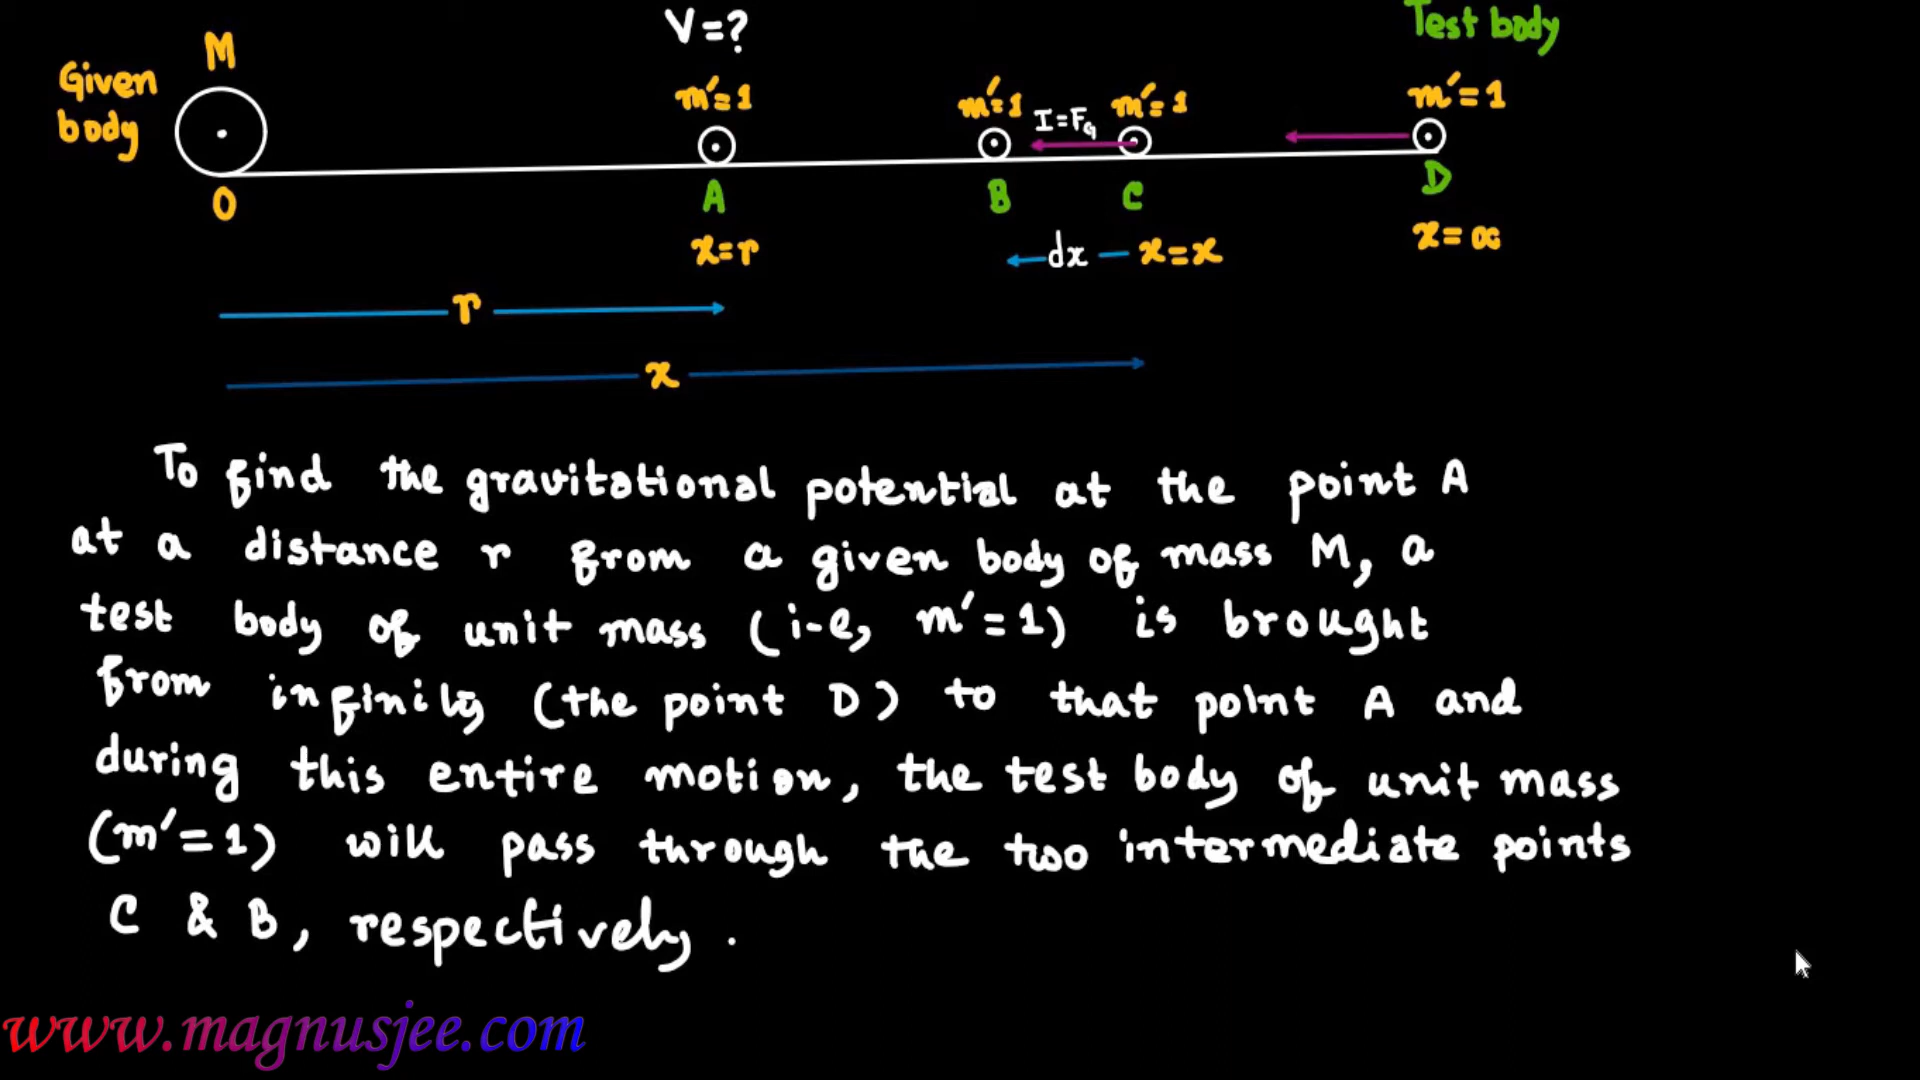 V=?
Test body
M
Given
body
m'=1
m'=1
I=F_G
m'=1
m'=1
O
A
B
C
D
x=r
dx
x=x
x=∞
r
x
To find the gravitational potential at the point A
at a distance r from a given body of mass M, a
test body of unit mass (i-e, m'=1) is brought
from infinity (the point D) to that point A and
during this entire motion, the test body of unit mass
(m'=1) will pass through the two intermediate points
C & B, respectively.
www.magnusjee.com